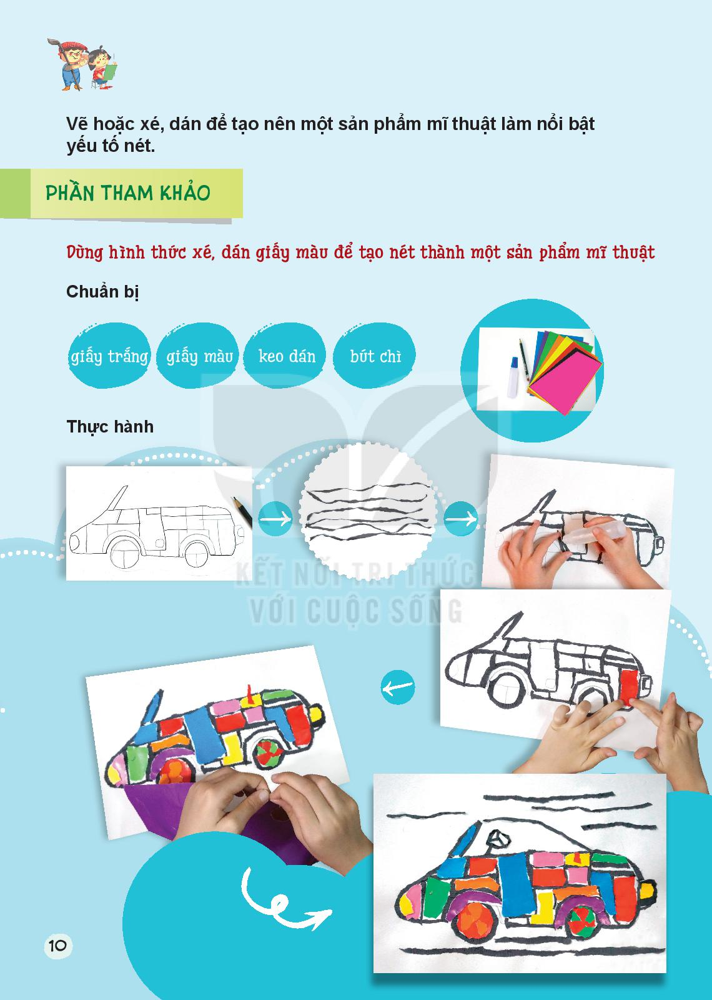 Vẽ hoặc xé, dán để tạo nên một sản phẩm mĩ thuật làm nổi bật
yếu tố nét.
PHẦN THAM KHẢO
Dùng hình thức xé, dán giấy màu để tạo nét thành một sản phẩm mĩ thuật
Chuẩn bị
giấy trắng giấy màu keo dán bút chì
Thực hành
KẾT NỐI TRI THỨC
VỚI CUỘC SỐNG
10